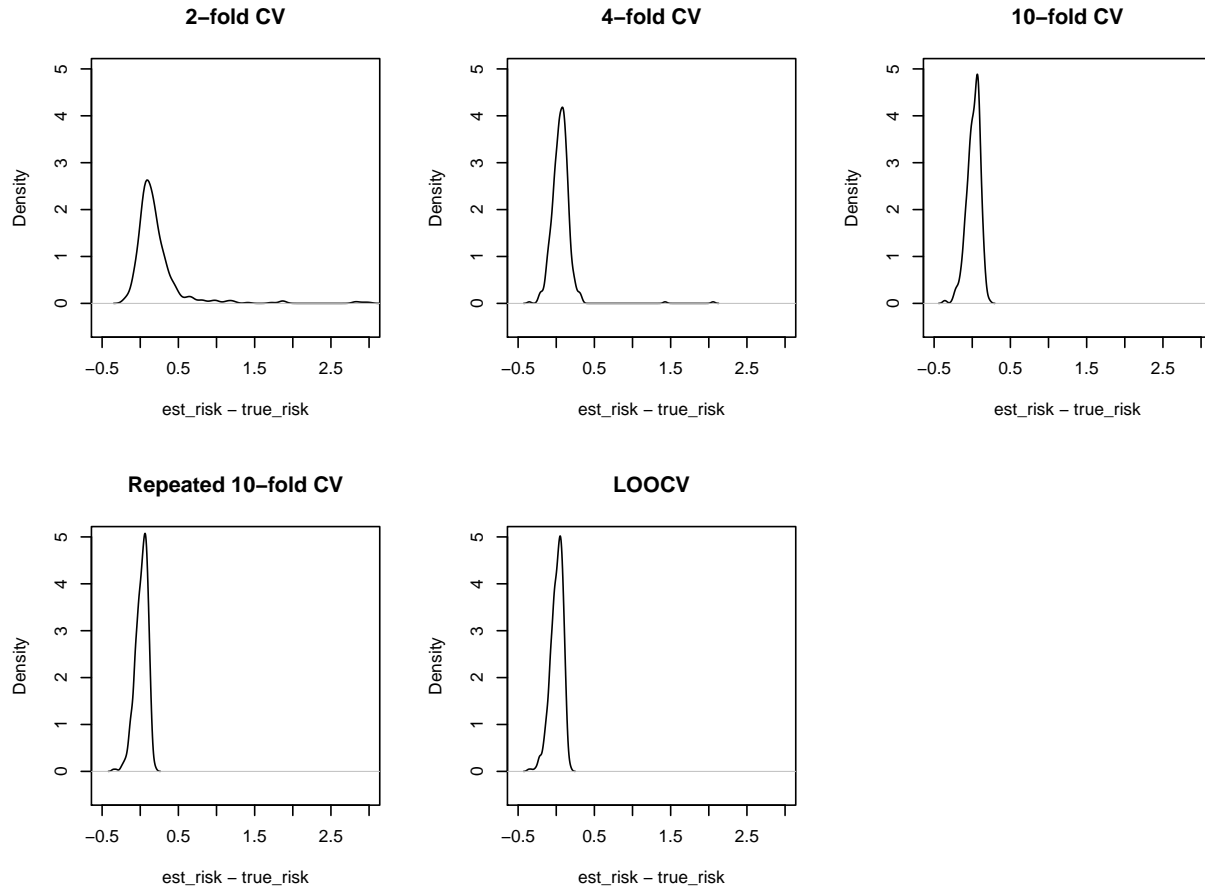 2−fold CV
Density
5
4
3
2
1
0
−0.5 0.5 1.5 2.5
est_risk − true_risk
4−fold CV
Density
5
4
3
2
1
0
−0.5 0.5 1.5 2.5
est_risk − true_risk
10−fold CV
Density
5
4
3
2
1
0
−0.5 0.5 1.5 2.5
est_risk − true_risk
Repeated 10−fold CV
Density
5
4
3
2
1
0
−0.5 0.5 1.5 2.5
est_risk − true_risk
LOOCV
Density
5
4
3
2
1
0
−0.5 0.5 1.5 2.5
est_risk − true_risk